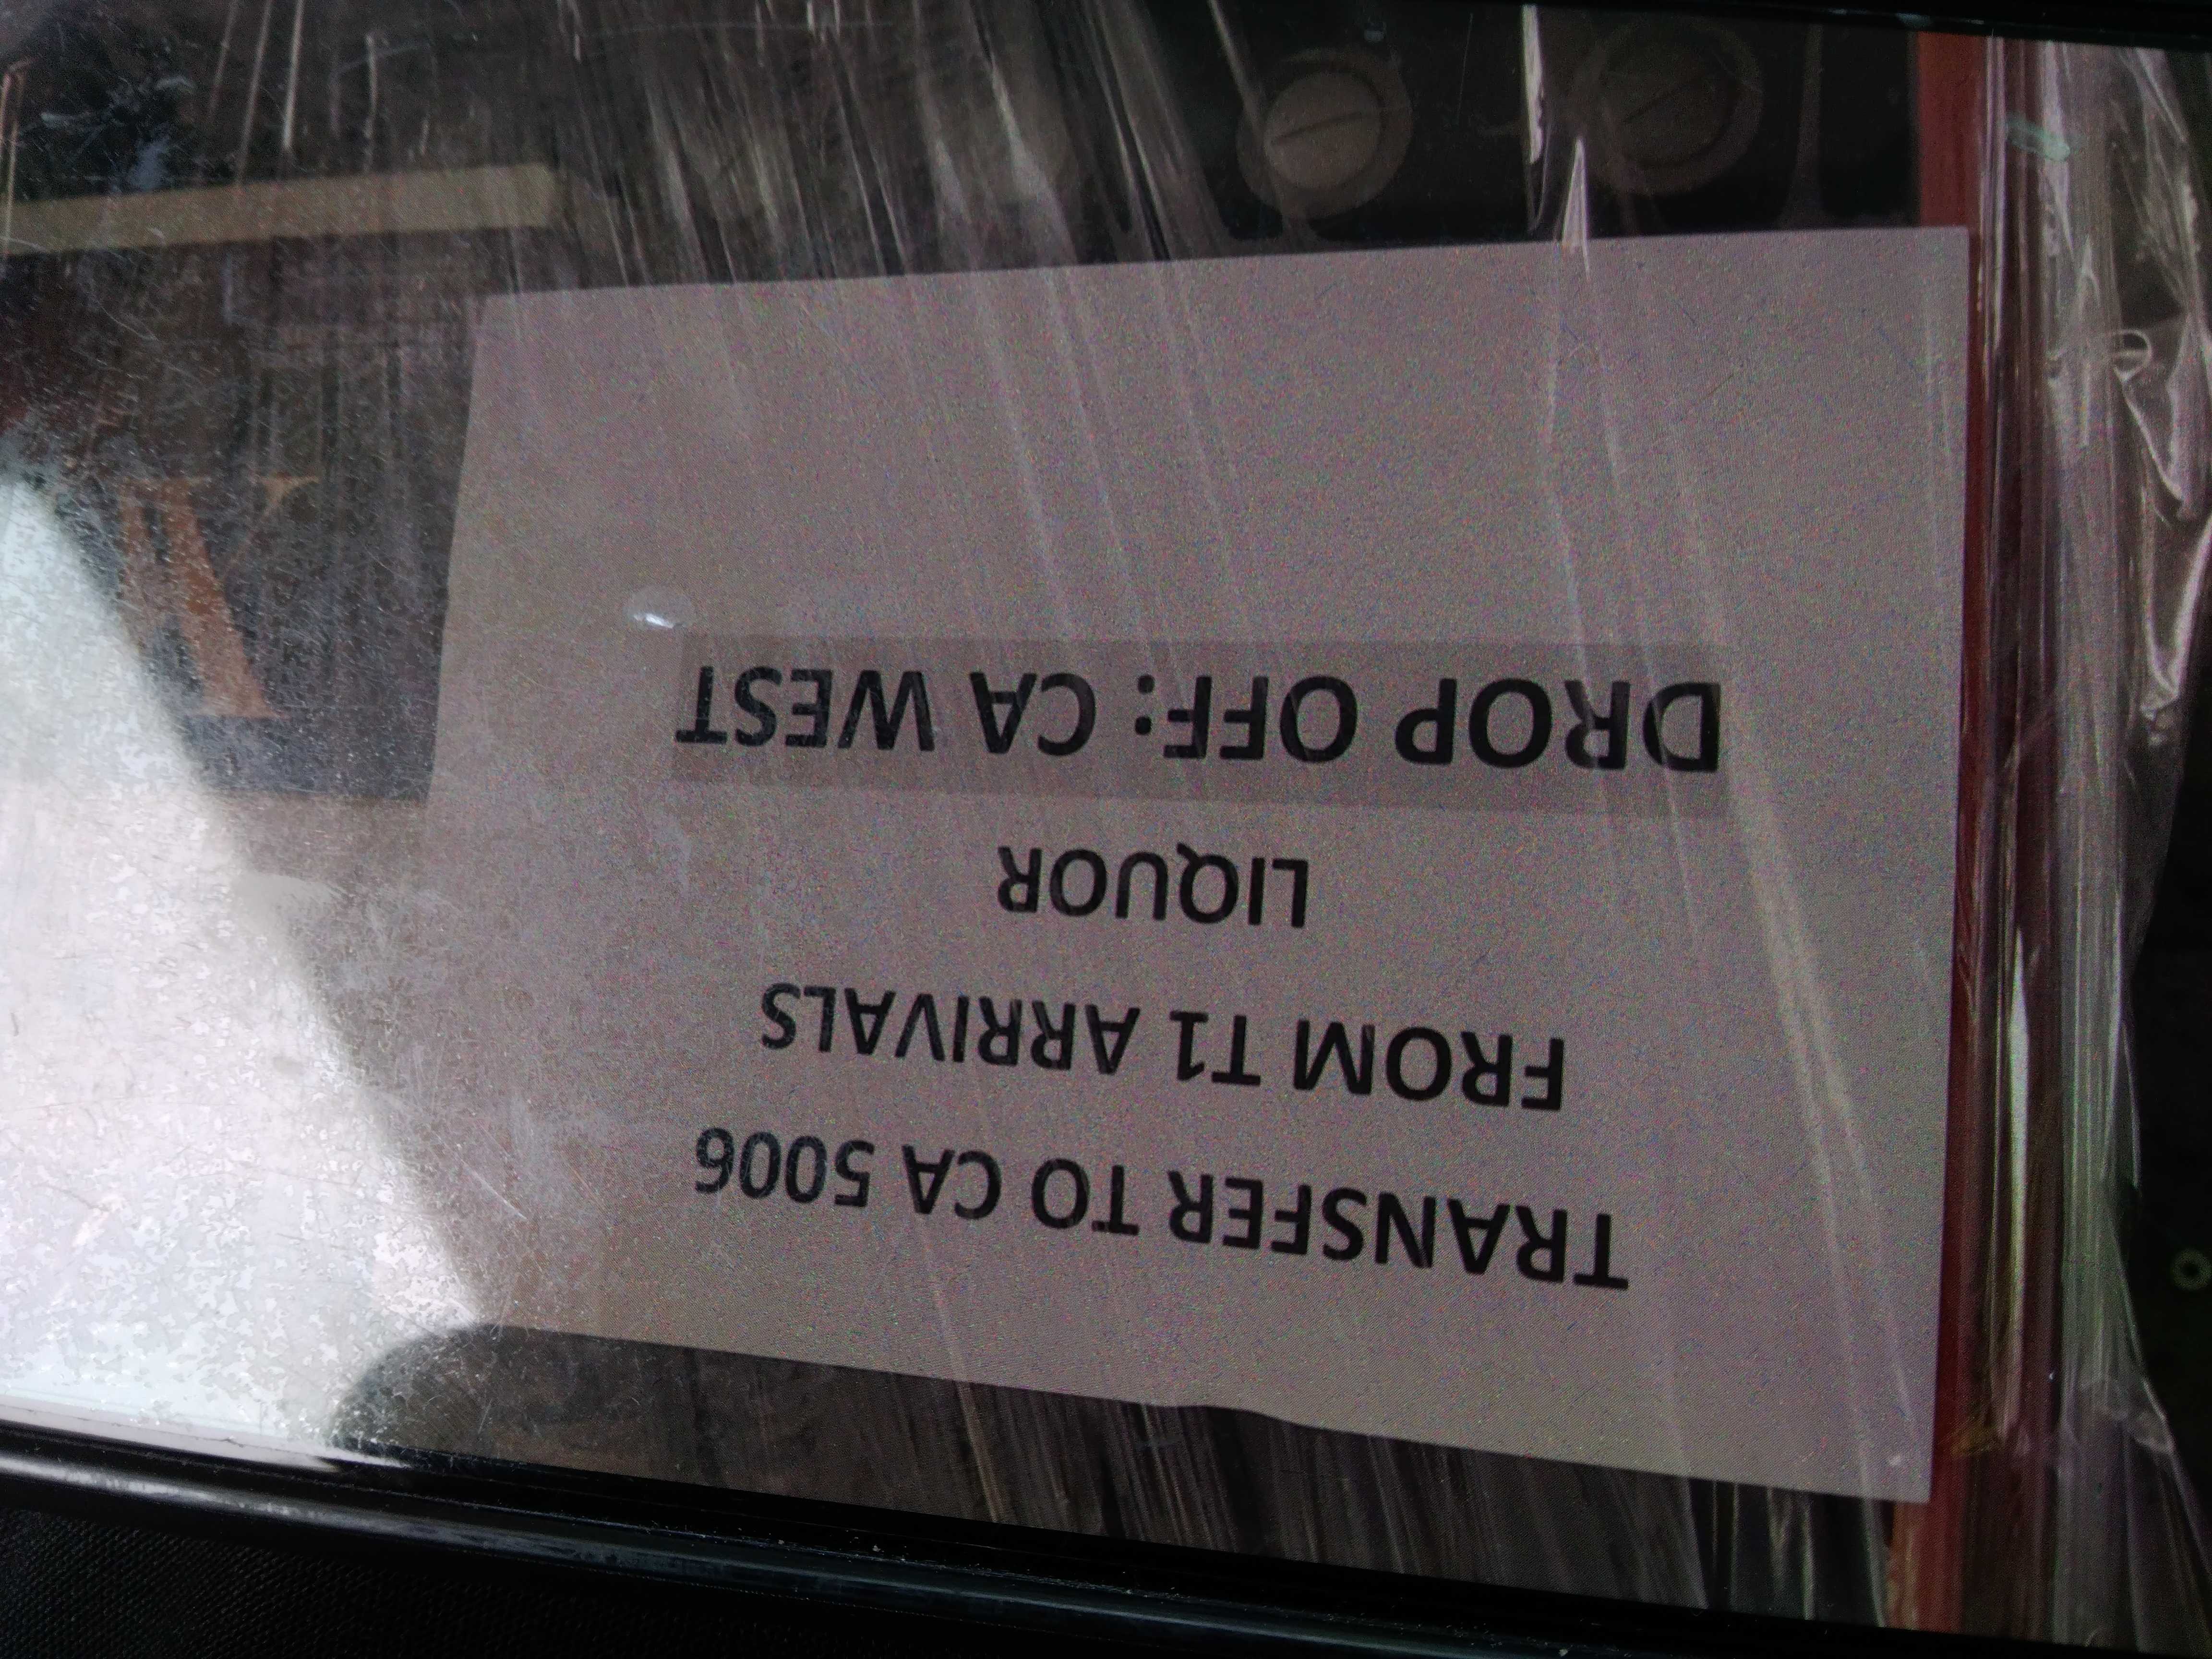 TRANSFER TO CA 5006
FROM T1 ARRIVALS
LIQUOR
DROP OFF: CA WEST